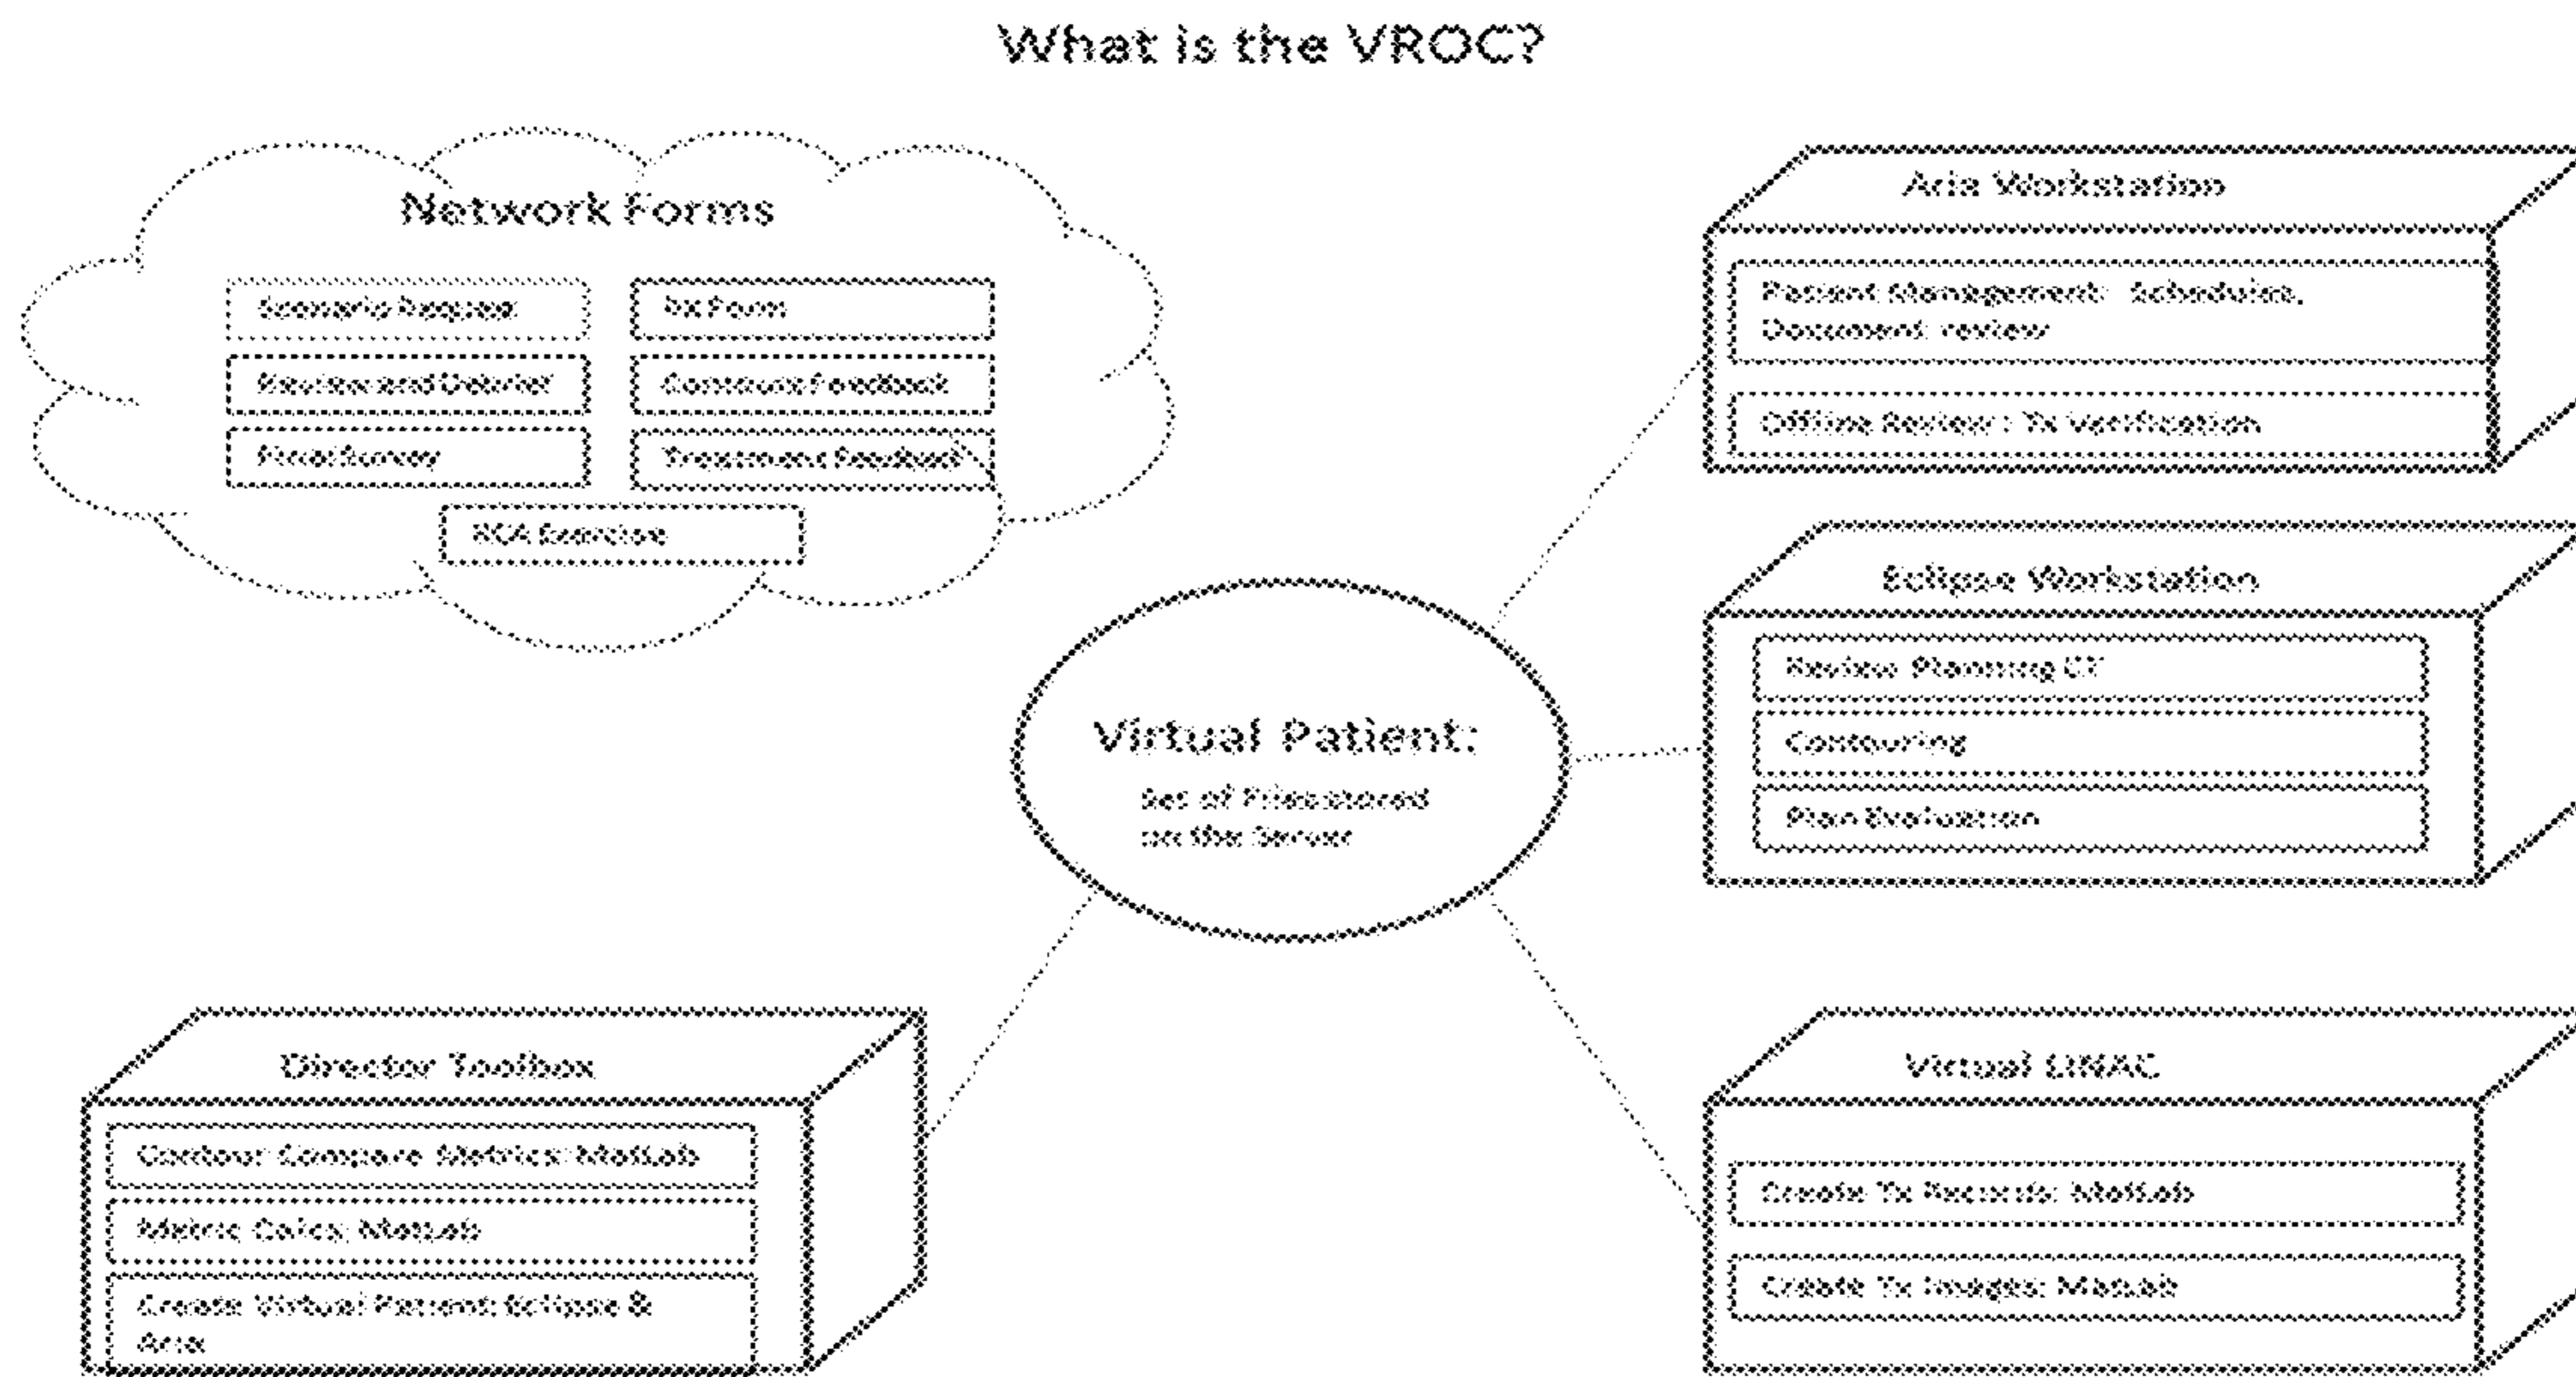 What is the VROC?
Network Forms
Scenario Request
Review and Debrief
Final Survey
RX Form
Contours Feedback
Treatment Feedback
RCA Exercise
Aria Workstation
Patient Management: Schedules,
Document review
Offline Review : Tx Verification
Eclipse Workstation
Review Planning CT
Contouring
Plan Evaluation
Virtual Patient:
Set of Files stored
on the Server
Director Toolbox
Contour Compare Metrics: MatLab
Metric Calcs: MatLab
Create Virtual Patient: Eclipse &
Aria
Virtual LINAC
Create Tx Records: MatLab
Create Tx Images: MatLab